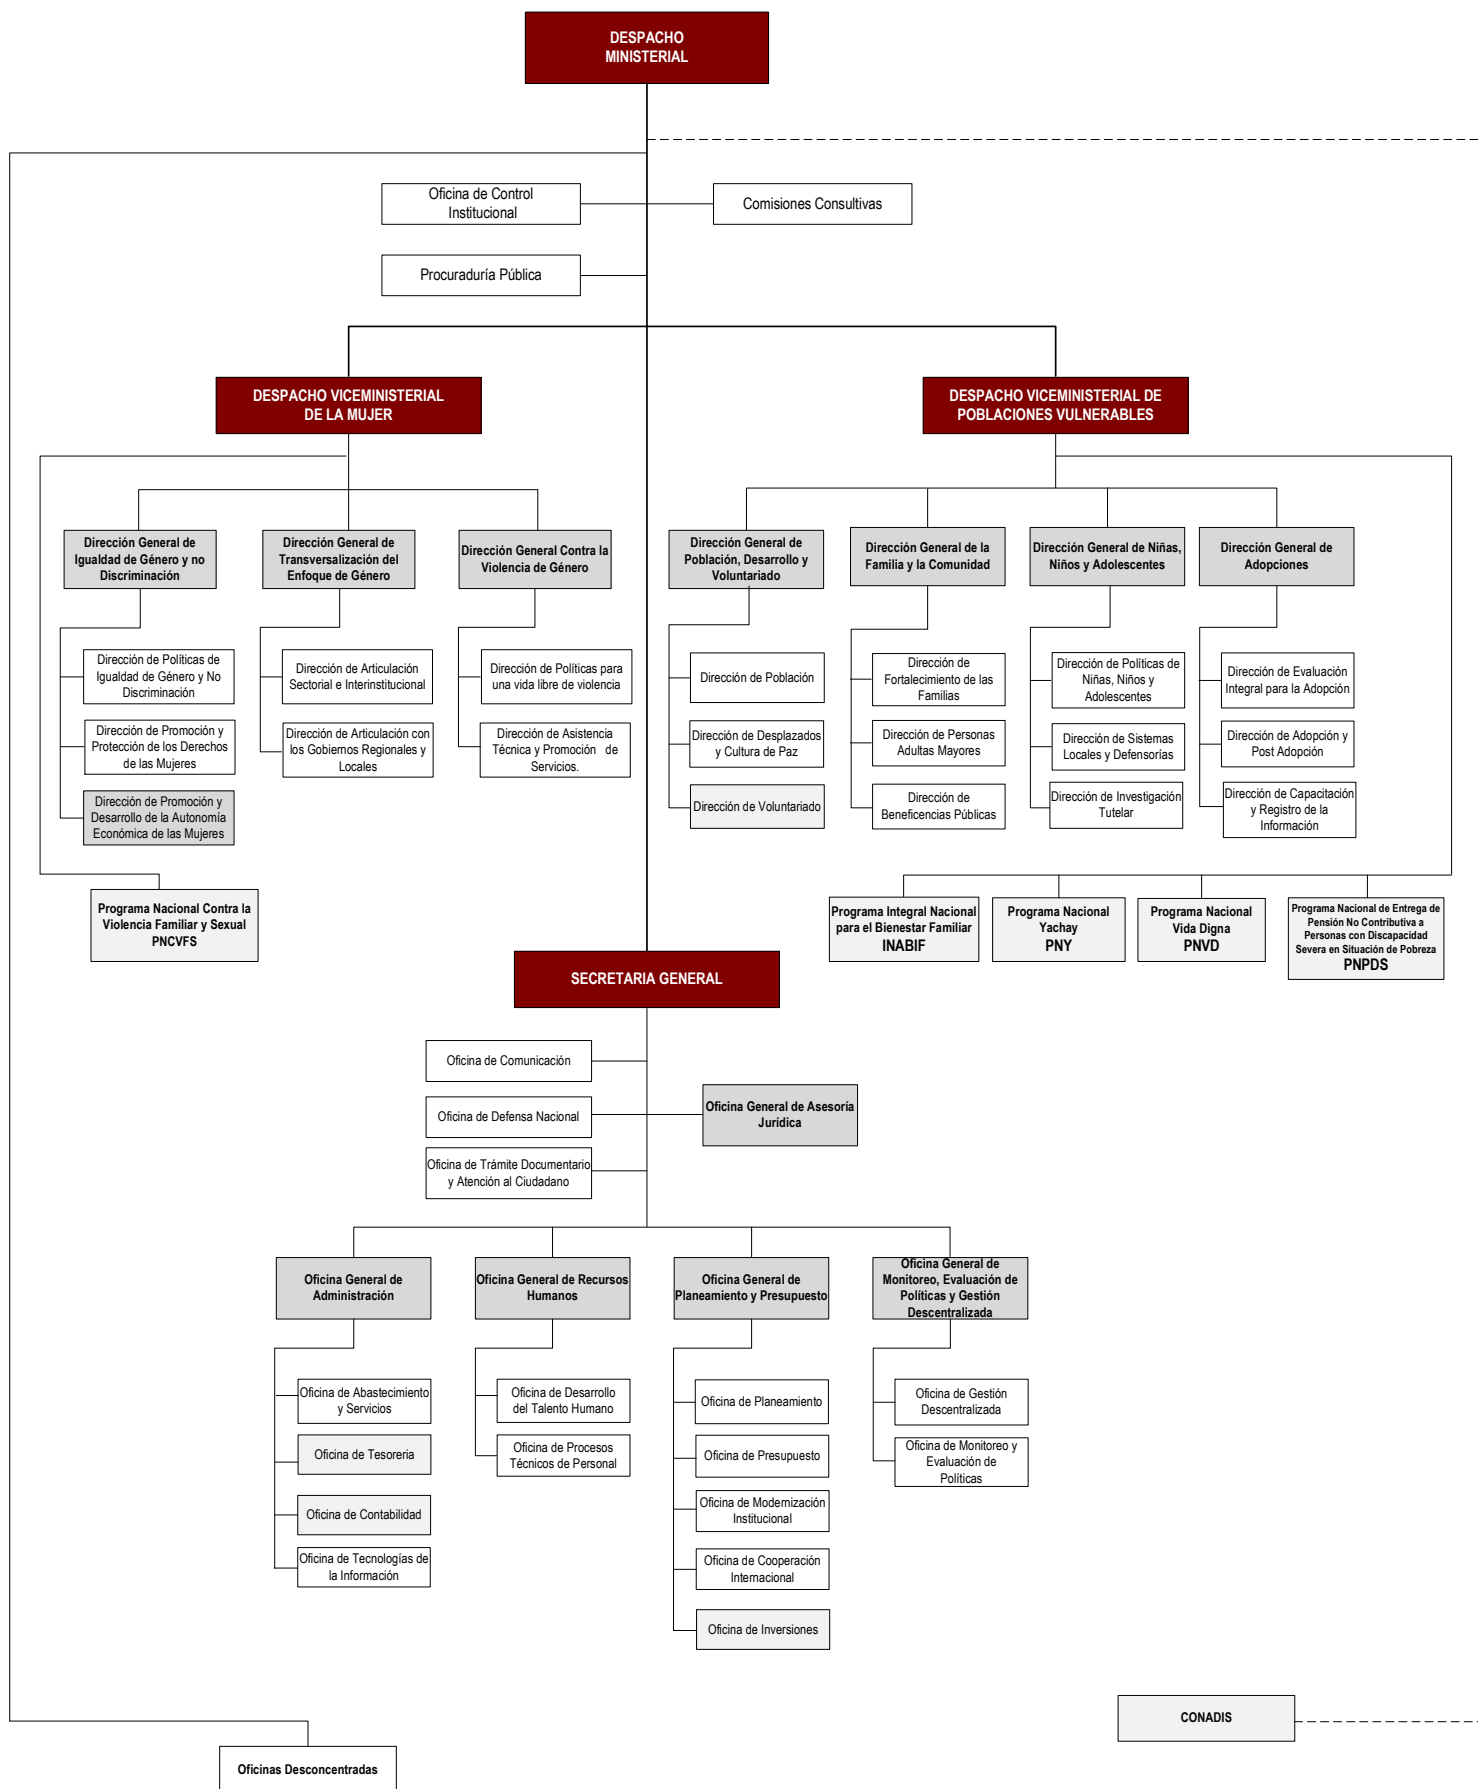 DESPACHO
MINISTERIAL
Oficina de Control
Institucional
Comisiones Consultivas
Procuraduría Pública
DESPACHO VICEMINISTERIAL
DE LA MUJER
DESPACHO VICEMINISTERIAL DE
POBLACIONES VULNERABLES
Dirección General de
Igualdad de Género y no
Discriminación
Dirección General de
Transversalización del
Enfoque de Género
Dirección General Contra la
Violencia de Género
Dirección General de
Población, Desarrollo y
Voluntariado
Dirección General de la
Familia y la Comunidad
Dirección General de Niñas,
Niños y Adolescentes
Dirección General de
Adopciones
Dirección de Políticas de
Igualdad de Género y No
Discriminación
Dirección de Articulación
Sectorial e Interinstitucional
Dirección de Políticas para
una vida libre de violencia
Dirección de Población
Dirección de
Fortalecimiento de las
Familias
Dirección de Políticas de
Niñas, Niños y
Adolescentes
Dirección de Evaluación
Integral para la Adopción
Dirección de Promoción y
Protección de los Derechos
de las Mujeres
Dirección de Articulación con
los Gobiernos Regionales y
Locales
Dirección de Asistencia
Técnica y Promoción de
Servicios.
Dirección de Desplazados
y Cultura de Paz
Dirección de Personas
Adultas Mayores
Dirección de Sistemas
Locales y Defensorías
Dirección de Adopción y
Post Adopción
Dirección de Promoción y
Desarrollo de la Autonomía
Económica de las Mujeres
Dirección de Voluntariado
Dirección de
Beneficencias Públicas
Dirección de Investigación
Tutelar
Dirección de Capacitación
y Registro de la
Información
Programa Nacional Contra la
Violencia Familiar y Sexual
PNCVFS
Programa Integral Nacional
para el Bienestar Familiar
INABIF
Programa Nacional
Yachay
PNY
Programa Nacional
Vida Digna
PNVD
Programa Nacional de Entrega de
Pensión No Contributiva a
Personas con Discapacidad
Severa en Situación de Pobreza
PNPDS
SECRETARIA GENERAL
Oficina de Comunicación
Oficina de Defensa Nacional
Oficina General de Asesoría
Jurídica
Oficina de Trámite Documentario
y Atención al Ciudadano
Oficina General de
Administración
Oficina General de Recursos
Humanos
Oficina General de
Planeamiento y Presupuesto
Oficina General de
Monitoreo, Evaluación de
Políticas y Gestión
Descentralizada
Oficina de Abastecimiento
y Servicios
Oficina de Desarrollo
del Talento Humano
Oficina de Planeamiento
Oficina de Gestión
Descentralizada
Oficina de Tesoreria
Oficina de Procesos
Técnicos de Personal
Oficina de Presupuesto
Oficina de Monitoreo y
Evaluación de
Políticas
Oficina de Contabilidad
Oficina de Modernización
Institucional
Oficina de Tecnologías de
la Información
Oficina de Cooperación
Internacional
Oficina de Inversiones
CONADIS
Oficinas Desconcentradas